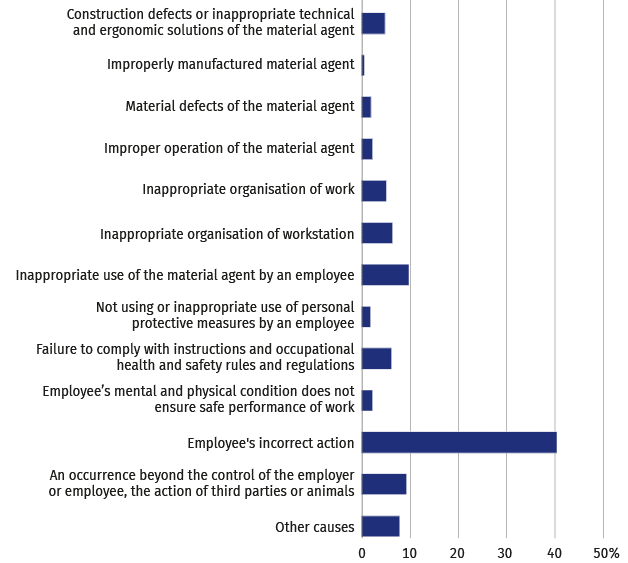 Construction defects or inappropriate technical
and ergonomic solutions of the material agent
Improperly manufactured material agent
Material defects of the material agent
Improper operation of the material agent
Inappropriate organisation of work
Inappropriate organisation of workstation
Inappropriate use of the material agent by an employee
Not using or inappropriate use of personal
protective measures by an employee
Failure to comply with instructions and occupational
health and safety rules and regulations
Employee’s mental and physical condition does not
ensure safe performance of work
Employee's incorrect action
An occurrence beyond the control of the employer
or employee, the action of third parties or animals
Other causes
0 10 20 30 40 50%